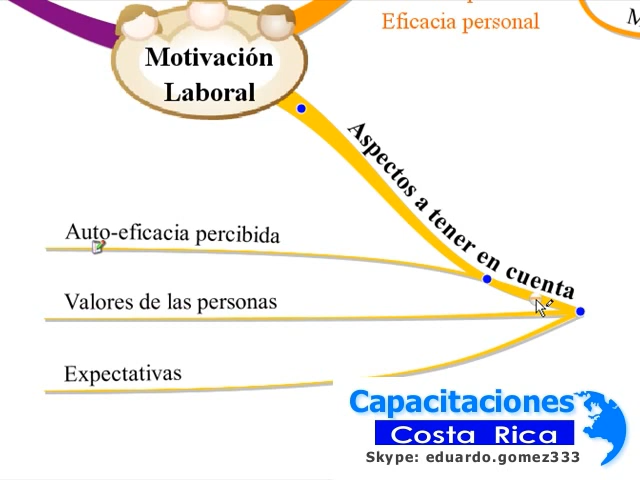 Eficacia personal
M
Motivación
Laboral
Aspectos a tener en cuenta
Auto-eficacia percibida
Valores de las personas
Expectativas
Capacitaciones
Costa Rica
Skype: eduardo.gomez333